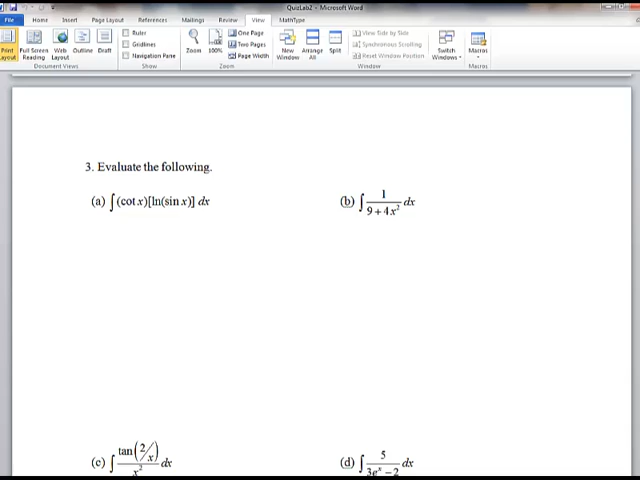 QuizLab2 - Microsoft Word
File Home Insert Page Layout References Mailings Review View MathType
Print Layout Full Screen Reading Web Layout Outline Draft
Ruler
Gridlines
Navigation Pane
Zoom 100%
One Page
Two Pages
Page Width
New Window Arrange All Split
View Side by Side
Synchronous Scrolling
Reset Window Position
Switch Windows Macros
Document Views Show Zoom Window Macros
3. Evaluate the following.
(a) ∫(cot x)[ln(sin x)] dx (b) ∫ 1/(9 + 4x²) dx
(c) ∫ tan(2/x)/x² dx (d) ∫ 5/(3eˣ − 2) dx